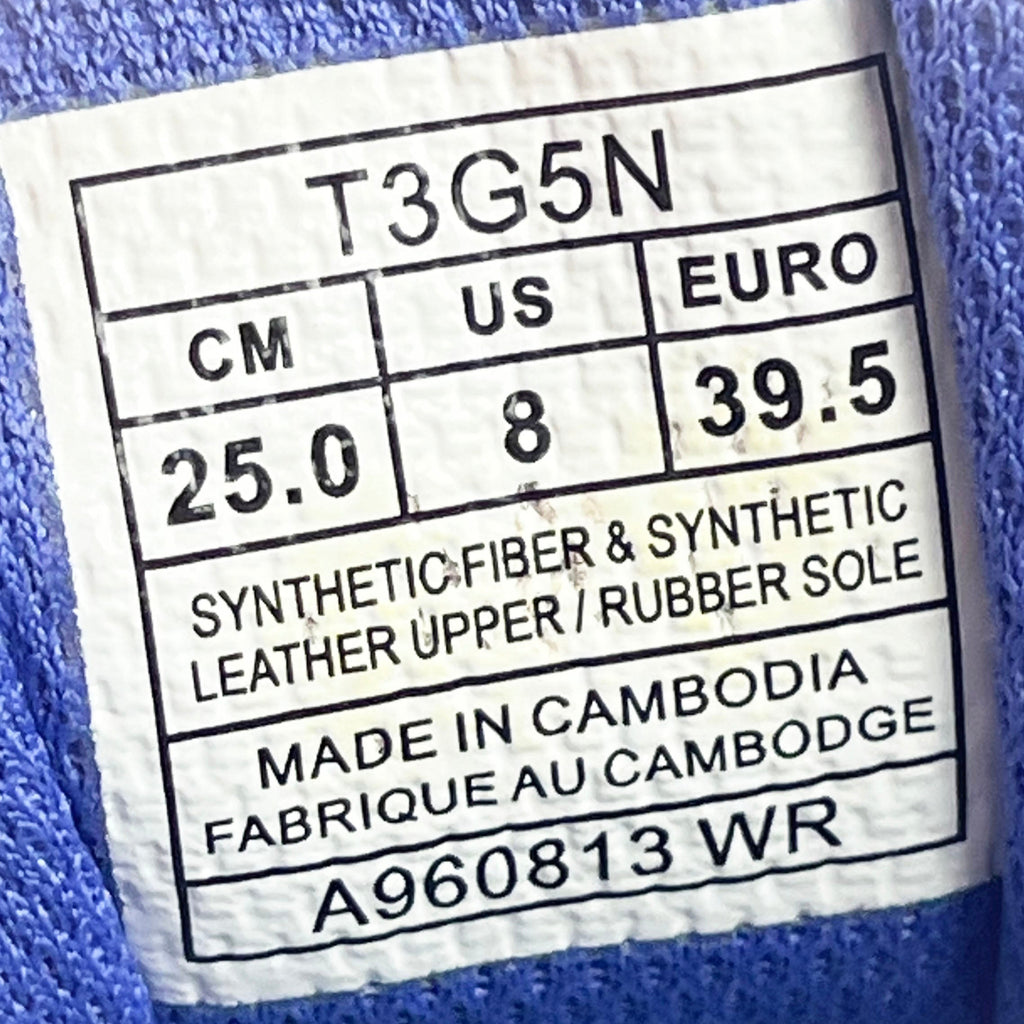 T3G5N
CM US EURO
25.0 8 39.5
SYNTHETIC FIBER & SYNTHETIC
LEATHER UPPER / RUBBER SOLE
MADE IN CAMBODIA
FABRIQUE AU CAMBODGE
A960813 WR